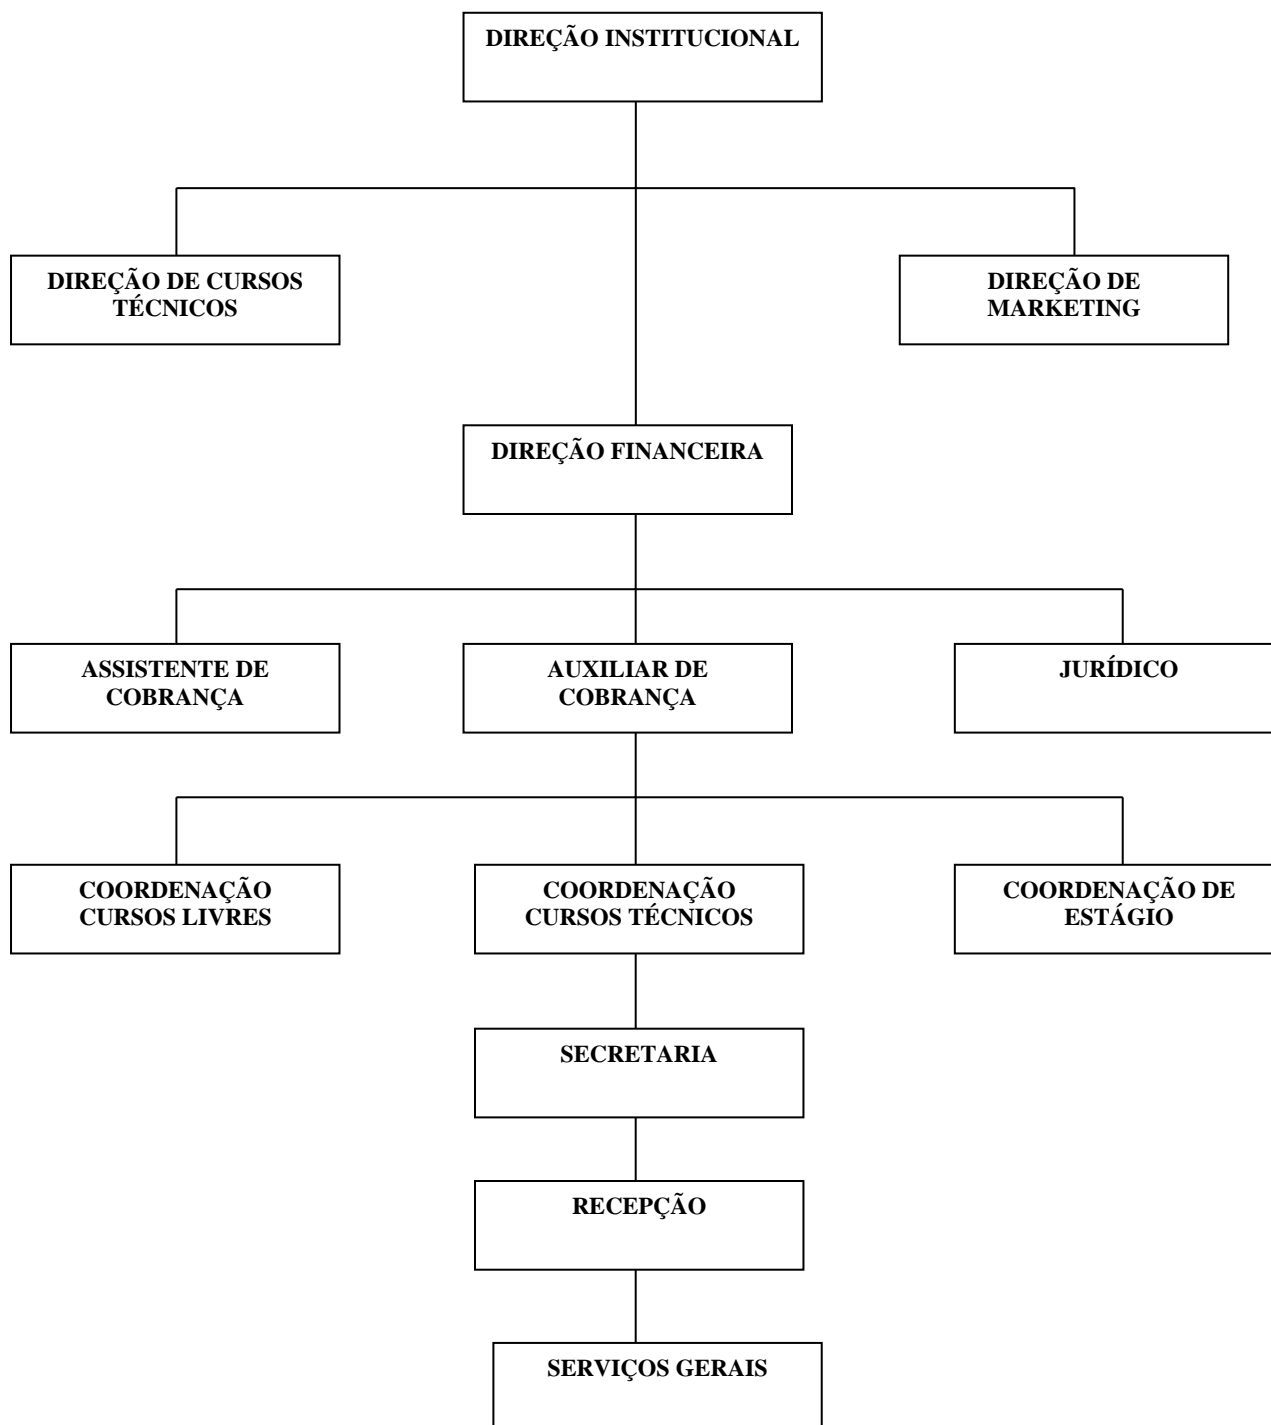 DIREÇÃO INSTITUCIONAL
DIREÇÃO DE CURSOS
TÉCNICOS
DIREÇÃO DE
MARKETING
DIREÇÃO FINANCEIRA
ASSISTENTE DE
COBRANÇA
AUXILIAR DE
COBRANÇA
JURÍDICO
COORDENAÇÃO
CURSOS LIVRES
COORDENAÇÃO
CURSOS TÉCNICOS
COORDENAÇÃO DE
ESTÁGIO
SECRETARIA
RECEPÇÃO
SERVIÇOS GERAIS